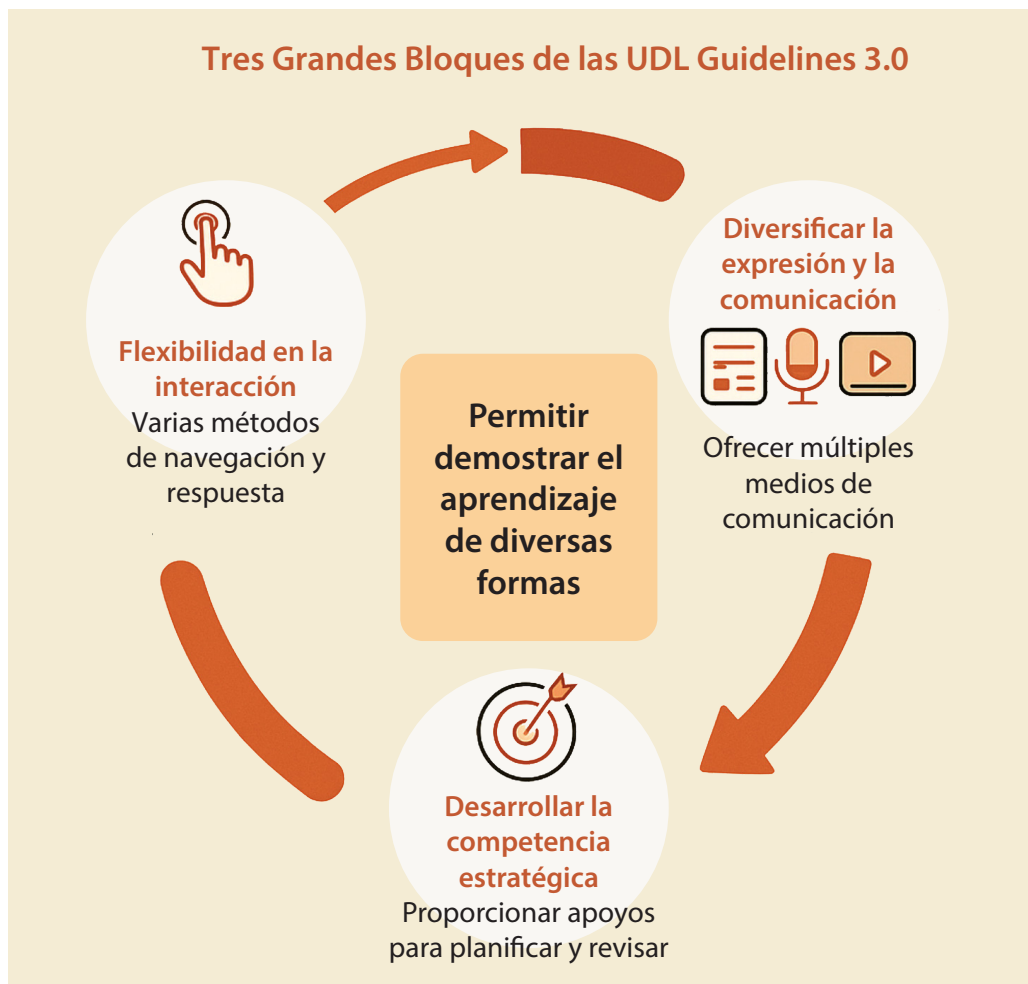 Tres Grandes Bloques de las UDL Guidelines 3.0
Flexibilidad en la
interacción
Varias métodos
de navegación y
respuesta
Diversificar la
expresión y la
comunicación
Ofrecer múltiples
medios de
comunicación
Permitir
demostrar el
aprendizaje
de diversas
formas
Desarrollar la
competencia
estratégica
Proporcionar apoyos
para planificar y revisar